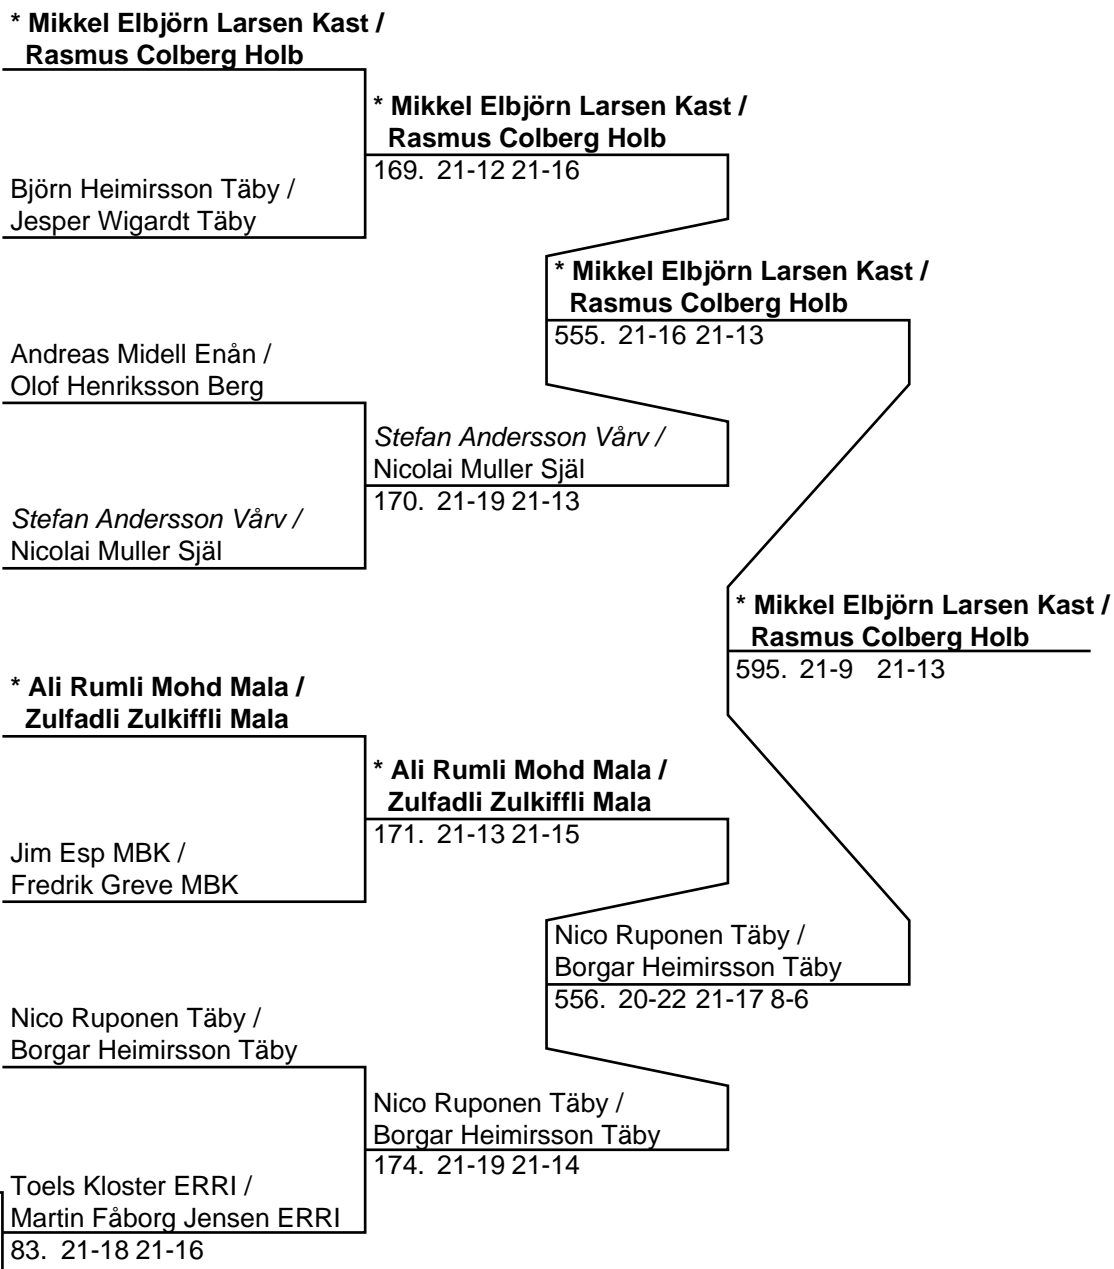 * Mikkel Elbjörn Larsen Kast /
Rasmus Colberg Holb
* Mikkel Elbjörn Larsen Kast /
Rasmus Colberg Holb
169. 21-12 21-16
Björn Heimirsson Täby /
Jesper Wigardt Täby
* Mikkel Elbjörn Larsen Kast /
Rasmus Colberg Holb
555. 21-16 21-13
Andreas Midell Enån /
Olof Henriksson Berg
Stefan Andersson Vårv /
Nicolai Muller Själ
170. 21-19 21-13
Stefan Andersson Vårv /
Nicolai Muller Själ
* Mikkel Elbjörn Larsen Kast /
Rasmus Colberg Holb
595. 21-9 21-13
* Ali Rumli Mohd Mala /
Zulfadli Zulkiffli Mala
* Ali Rumli Mohd Mala /
Zulfadli Zulkiffli Mala
171. 21-13 21-15
Jim Esp MBK /
Fredrik Greve MBK
Nico Ruponen Täby /
Borgar Heimirsson Täby
556. 20-22 21-17 8-6
Nico Ruponen Täby /
Borgar Heimirsson Täby
Nico Ruponen Täby /
Borgar Heimirsson Täby
174. 21-19 21-14
Toels Kloster ERRI /
Martin Fåborg Jensen ERRI
83. 21-18 21-16